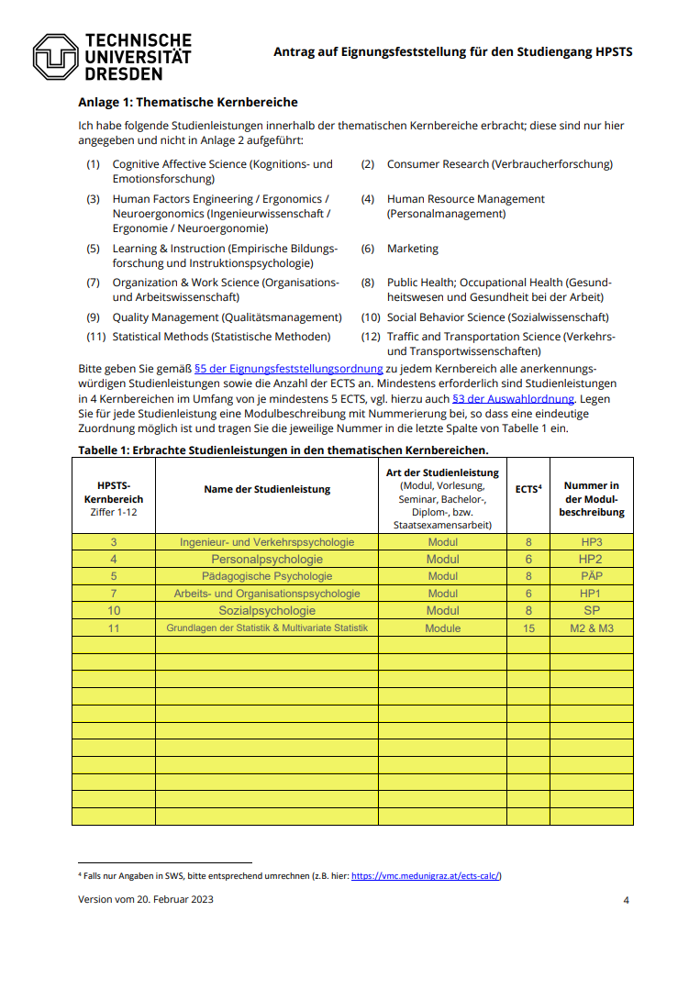 TECHNISCHE
UNIVERSITÄT
DRESDEN
Antrag auf Eignungsfeststellung für den Studiengang HPSTS
Anlage 1: Thematische Kernbereiche
Ich habe folgende Studienleistungen innerhalb der thematischen Kernbereiche erbracht; diese sind nur hier
angegeben und nicht in Anlage 2 aufgeführt:
(1) Cognitive Affective Science (Kognitions- und
Emotionsforschung)
(2) Consumer Research (Verbraucherforschung)
(3) Human Factors Engineering / Ergonomics /
Neuroergonomics (Ingenieurwissenschaft /
Ergonomie / Neuroergonomie)
(4) Human Resource Management
(Personalmanagement)
(5) Learning & Instruction (Empirische Bildungs-
forschung und Instruktionspsychologie)
(6) Marketing
(7) Organization & Work Science (Organisations-
und Arbeitswissenschaft)
(8) Public Health; Occupational Health (Gesund-
heitswesen und Gesundheit bei der Arbeit)
(9) Quality Management (Qualitätsmanagement)
(10) Social Behavior Science (Sozialwissenschaft)
(11) Statistical Methods (Statistische Methoden)
(12) Traffic and Transportation Science (Verkehrs-
und Transportwissenschaften)
Bitte geben Sie gemäß §5 der Eignungsfeststellungsordnung zu jedem Kernbereich alle anerkennungs-
würdigen Studienleistungen sowie die Anzahl der ECTS an. Mindestens erforderlich sind Studienleistungen
in 4 Kernbereichen im Umfang von je mindestens 5 ECTS, vgl. hierzu auch §3 der Auswahlordnung. Legen
Sie für jede Studienleistung eine Modulbeschreibung mit Nummerierung bei, so dass eine eindeutige
Zuordnung möglich ist und tragen Sie die jeweilige Nummer in die letzte Spalte von Tabelle 1 ein.
Tabelle 1: Erbrachte Studienleistungen in den thematischen Kernbereichen.
HPSTS-
Kernbereich
Ziffer 1-12
Name der Studienleistung
Art der Studienleistung
(Modul, Vorlesung,
Seminar, Bachelor-,
Diplom-, bzw.
Staatsexamensarbeit)
ECTS4
Nummer in
der Modul-
beschreibung
3 Ingenieur- und Verkehrspsychologie Modul 8 HP3
4 Personalpsychologie Modul 6 HP2
5 Pädagogische Psychologie Modul 8 PÄP
7 Arbeits- und Organisationspsychologie Modul 6 HP1
10 Sozialpsychologie Modul 8 SP
11 Grundlagen der Statistik & Multivariate Statistik Module 15 M2 & M3
4 Falls nur Angaben in SWS, bitte entsprechend umrechnen (z.B. hier: https://vmc.medunigraz.at/ects-calc/)
Version vom 20. Februar 2023
4